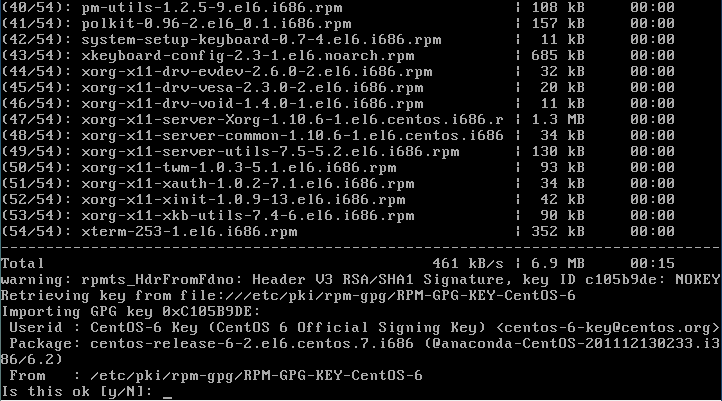 (40/54): pm-utils-1.2.5-9.el6.i686.rpm | 108 kB 00:00
(41/54): polkit-0.96-2.el6_0.1.i686.rpm | 157 kB 00:00
(42/54): system-setup-keyboard-0.7-4.el6.i686.rpm | 11 kB 00:00
(43/54): xkeyboard-config-2.3-1.el6.noarch.rpm | 685 kB 00:00
(44/54): xorg-x11-drv-evdev-2.6.0-2.el6.i686.rpm | 32 kB 00:00
(45/54): xorg-x11-drv-vesa-2.3.0-2.el6.i686.rpm | 20 kB 00:00
(46/54): xorg-x11-drv-void-1.4.0-1.el6.i686.rpm | 11 kB 00:00
(47/54): xorg-x11-server-Xorg-1.10.6-1.el6.centos.i686.r | 1.3 MB 00:00
(48/54): xorg-x11-server-common-1.10.6-1.el6.centos.i686 | 34 kB 00:00
(49/54): xorg-x11-server-utils-7.5-5.2.el6.i686.rpm | 130 kB 00:00
(50/54): xorg-x11-twm-1.0.3-5.1.el6.i686.rpm | 93 kB 00:00
(51/54): xorg-x11-xauth-1.0.2-7.1.el6.i686.rpm | 34 kB 00:00
(52/54): xorg-x11-xinit-1.0.9-13.el6.i686.rpm | 42 kB 00:00
(53/54): xorg-x11-xkb-utils-7.4-6.el6.i686.rpm | 90 kB 00:00
(54/54): xterm-253-1.el6.i686.rpm | 352 kB 00:00
--------------------------------------------------------------------------------
Total 461 kB/s | 6.9 MB 00:15
warning: rpmts_HdrFromFdno: Header V3 RSA/SHA1 Signature, key ID c105b9de: NOKEY
Retrieving key from file:///etc/pki/rpm-gpg/RPM-GPG-KEY-CentOS-6
Importing GPG key 0xC105B9DE:
Userid : CentOS-6 Key (CentOS 6 Official Signing Key) <centos-6-key@centos.org>
Package: centos-release-6-2.el6.centos.7.i686 (@anaconda-CentOS-201112130233.i3
86/6.2)
From : /etc/pki/rpm-gpg/RPM-GPG-KEY-CentOS-6
Is this ok [y/N]: _